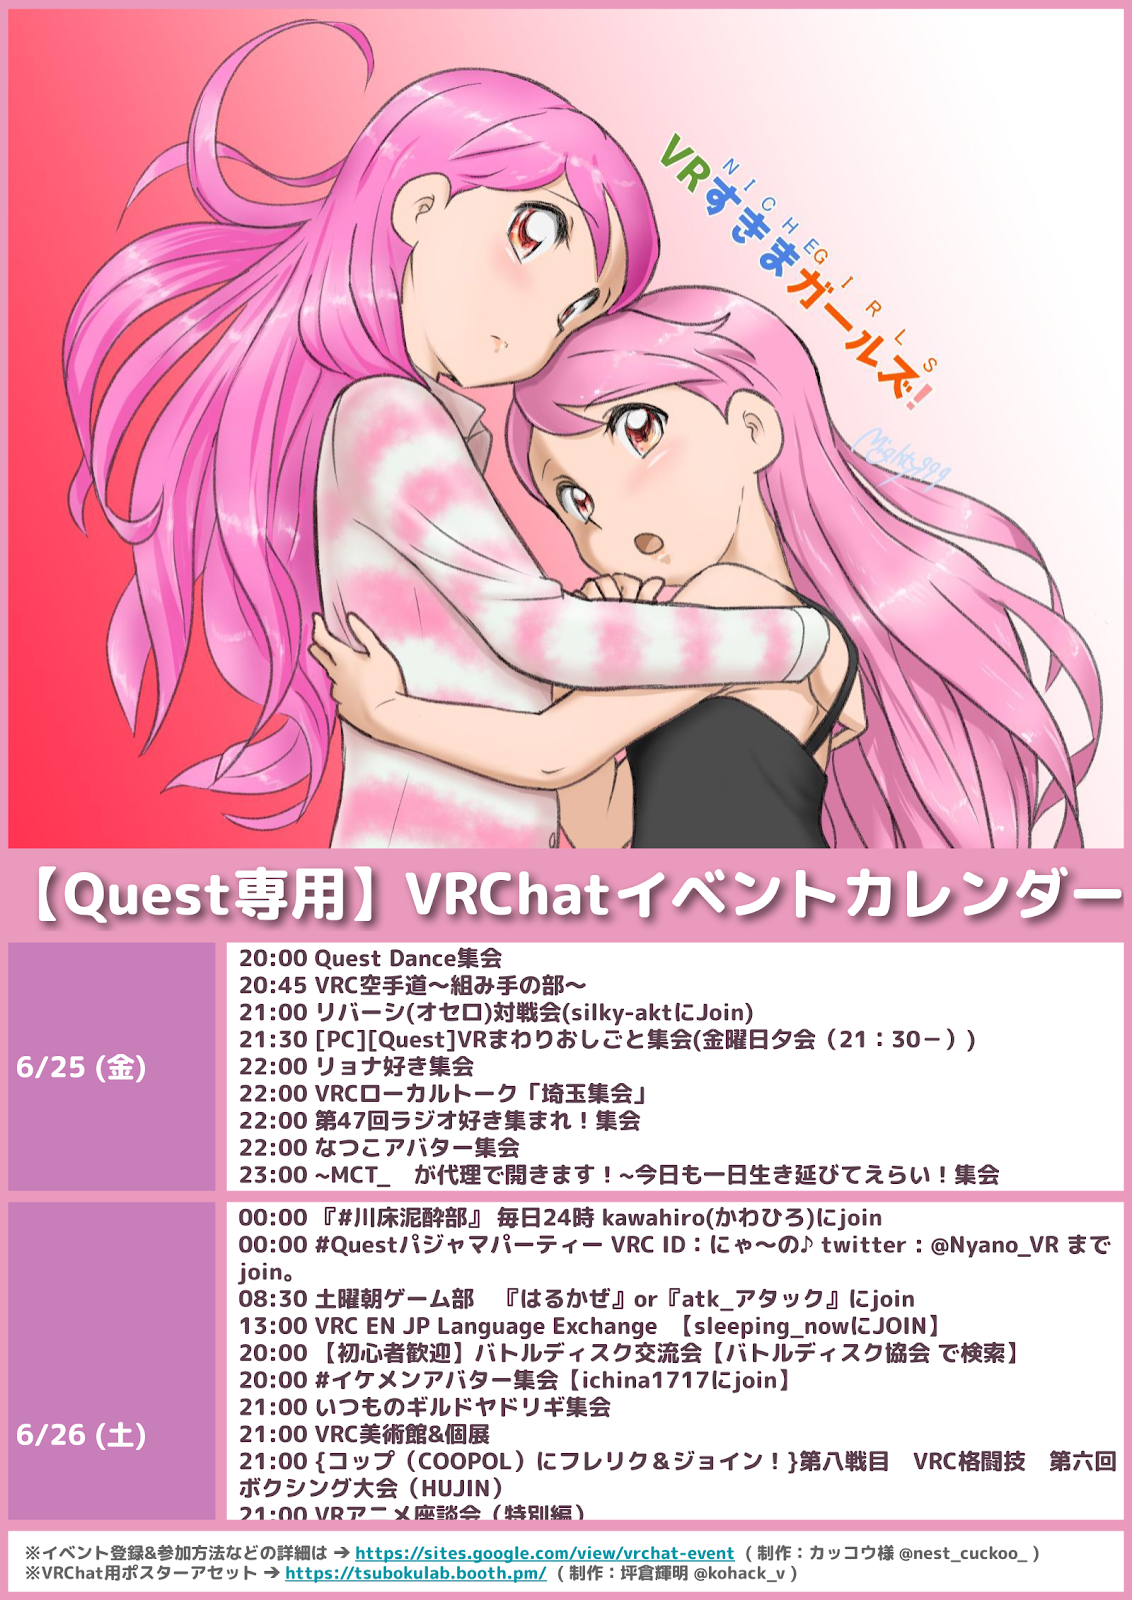 NICHE GIRLS
VRすきまガールズ!
Mighty999
【Quest専用】VRChatイベントカレンダー
6/25 (金)
20:00 Quest Dance集会
20:45 VRC空手道～組み手の部～
21:00 リバーシ(オセロ)対戦会(silky-aktにJoin)
21:30 [PC][Quest]VRまわりおしごと集会(金曜日夕会（21：30－）)
22:00 リョナ好き集会
22:00 VRCローカルトーク「埼玉集会」
22:00 第47回ラジオ好き集まれ！集会
22:00 なつこアバター集会
23:00 ~MCT_　が代理で開きます！~今日も一日生き延びてえらい！集会
6/26 (土)
00:00 『#川床泥酔部』 毎日24時 kawahiro(かわひろ)にjoin
00:00 #Questパジャマパーティー VRC ID：にゃ～の♪ twitter : @Nyano_VR まで
join。
08:30 土曜朝ゲーム部　『はるかぜ』or『atk_アタック』にjoin
13:00 VRC EN JP Language Exchange 【sleeping_nowにJOIN】
20:00 【初心者歓迎】バトルディスク交流会【バトルディスク協会 で検索】
20:00 #イケメンアバター集会【ichina1717にjoin】
21:00 いつものギルドヤドリギ集会
21:00 VRC美術館&個展
21:00 {コップ（COOPOL）にフレリク＆ジョイン！}第八戦目　VRC格闘技　第六回
ボクシング大会（HUJIN）
21:00 VRアニメ座談会（特別編）
※イベント登録&参加方法などの詳細は ➔ https://sites.google.com/view/vrchat-event ( 制作：カッコウ様 @nest_cuckoo_ )
※VRChat用ポスターアセット ➔ https://tsubokulab.booth.pm/ ( 制作：坪倉輝明 @kohack_v )